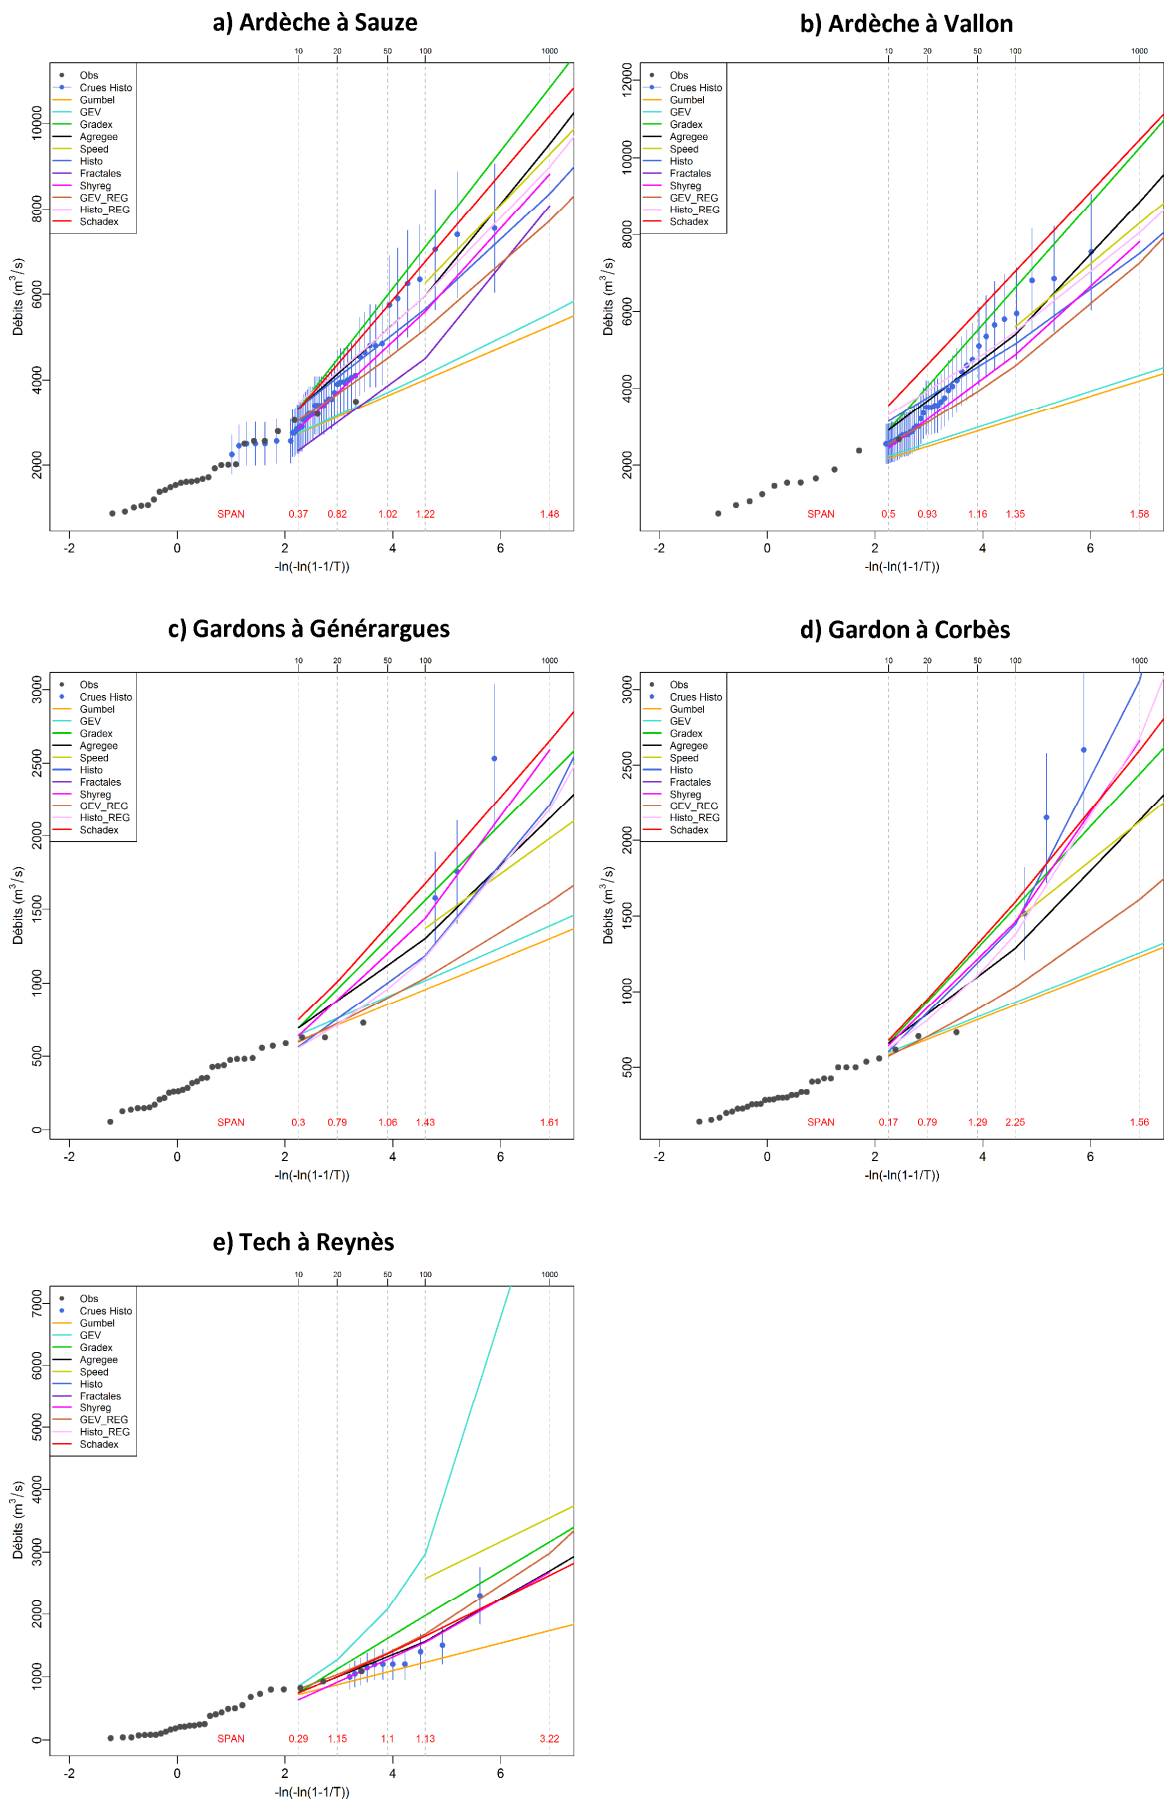 a) Ardèche à Sauze
10 20 50 100 1000
Obs
Crues Histo
Gumbel
GEV
Gradex
Agregee
Speed
Histo
Fractales
Shyreg
GEV_REG
Histo_REG
Schadex
Débits (m³/s)
10000
8000
6000
4000
2000
SPAN 0.37 0.82 1.02 1.22 1.48
-2 0 2 4 6
-ln(-ln(1-1/T))
b) Ardèche à Vallon
10 20 50 100 1000
Obs
Crues Histo
Gumbel
GEV
Gradex
Agregee
Speed
Histo
Fractales
Shyreg
GEV_REG
Histo_REG
Schadex
Débits (m³/s)
12000
10000
8000
6000
4000
2000
SPAN 0.5 0.93 1.16 1.35 1.58
-2 0 2 4 6
-ln(-ln(1-1/T))
c) Gardons à Générargues
10 20 50 100 1000
Obs
Crues Histo
Gumbel
GEV
Gradex
Agregee
Speed
Histo
Fractales
Shyreg
GEV_REG
Histo_REG
Schadex
Débits (m³/s)
3000
2500
2000
1500
1000
500
0
SPAN 0.3 0.79 1.06 1.43 1.61
-2 0 2 4 6
-ln(-ln(1-1/T))
d) Gardon à Corbès
10 20 50 100 1000
Obs
Crues Histo
Gumbel
GEV
Gradex
Agregee
Speed
Histo
Fractales
Shyreg
GEV_REG
Histo_REG
Schadex
Débits (m³/s)
3000
2500
2000
1500
1000
500
SPAN 0.17 0.79 1.29 2.25 1.56
-2 0 2 4 6
-ln(-ln(1-1/T))
e) Tech à Reynès
10 20 50 100 1000
Obs
Crues Histo
Gumbel
GEV
Gradex
Agregee
Speed
Histo
Fractales
Shyreg
GEV_REG
Histo_REG
Schadex
Débits (m³/s)
7000
6000
5000
4000
3000
2000
1000
0
SPAN 0.29 1.15 1.1 1.13 3.22
-2 0 2 4 6
-ln(-ln(1-1/T))